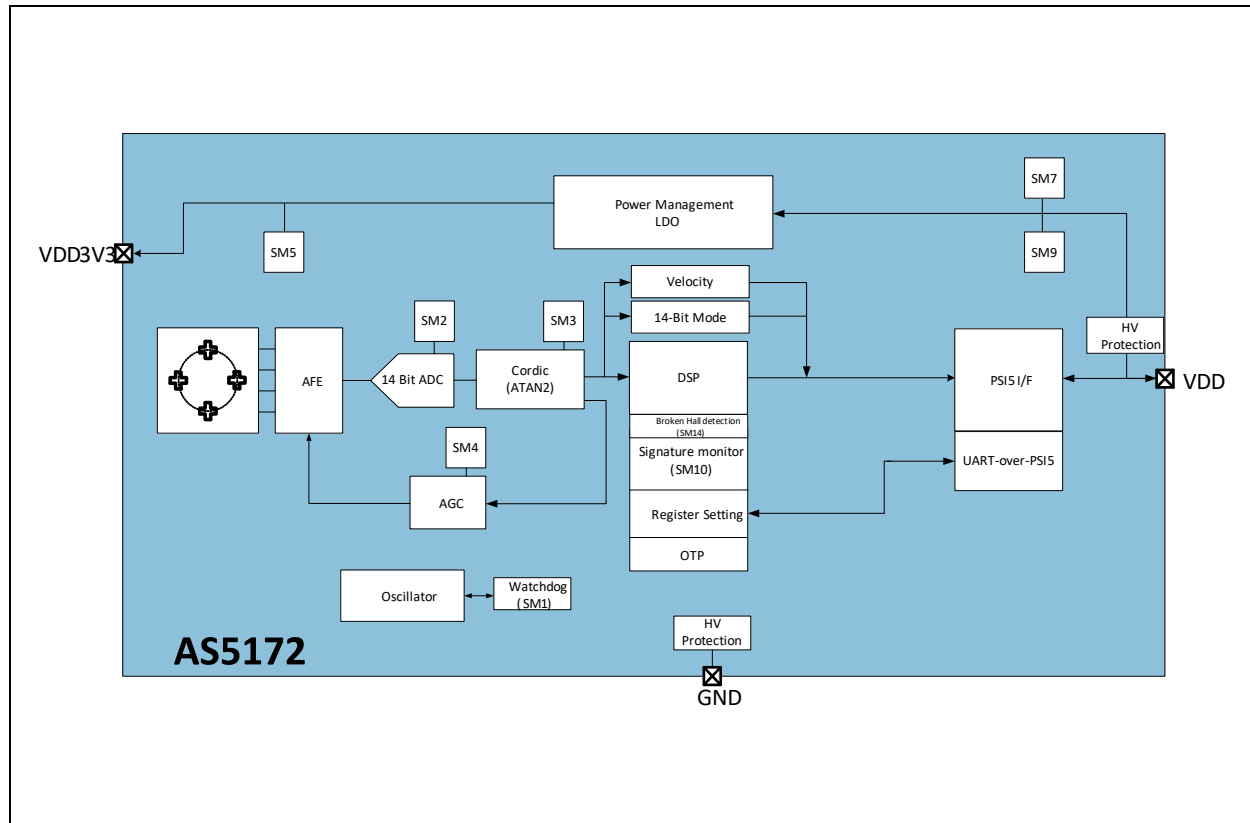 SM7
Power Management
LDO
VDD3V3
SM5
SM9
Velocity
SM2
SM3
14-Bit Mode
HV
Protection
AFE
14 Bit ADC
Cordic
(ATAN2)
DSP
PSI5 I/F
VDD
Broken Hall detection
(SM14)
SM4
Signature monitor
(SM10)
UART-over-PSI5
AGC
Register Setting
OTP
Oscillator
Watchdog
(SM1)
HV
Protection
AS5172
GND